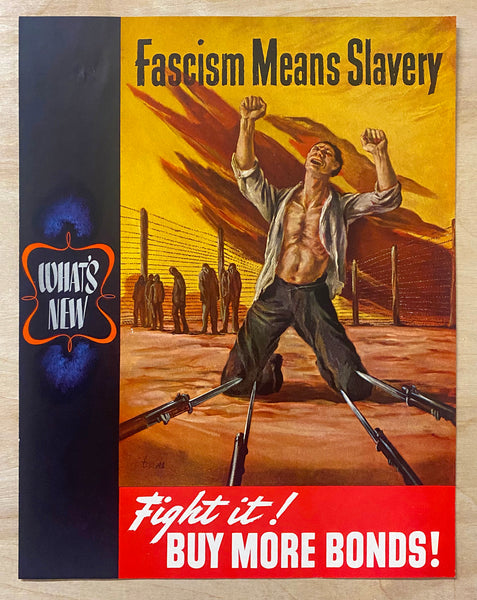 Fascism Means Slavery
WHAT'S
NEW
Fight it!
BUY MORE BONDS!